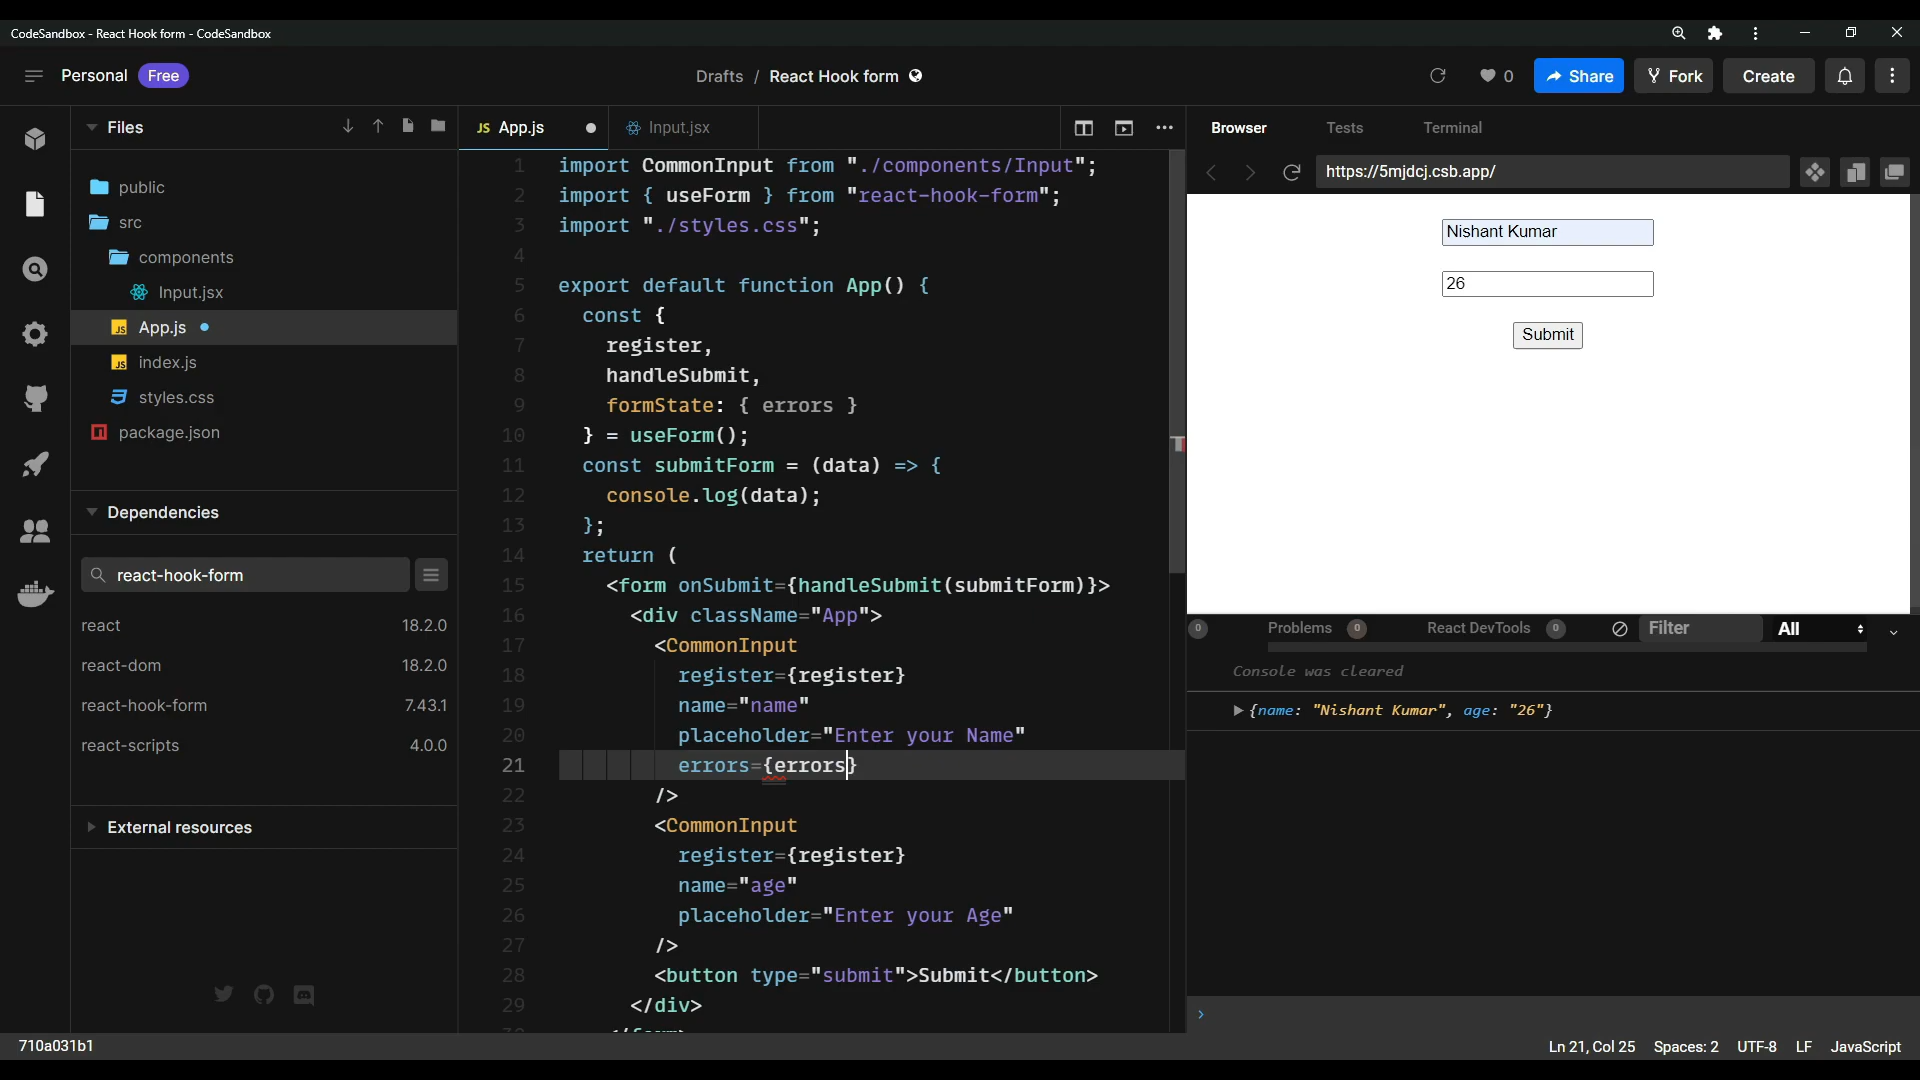 CodeSandbox - React Hook form - CodeSandbox
Personal Free
Drafts / React Hook form
0
Share
Fork
Create
Files
public
src
components
Input.jsx
App.js
index.js
styles.css
package.json
Dependencies
react-hook-form
react 18.2.0
react-dom 18.2.0
react-hook-form 7.43.1
react-scripts 4.0.0
External resources
710a031b1
JS App.js
Input.jsx
1 import CommonInput from "./components/Input";
2 import { useForm } from "react-hook-form";
3 import "./styles.css";
4
5 export default function App() {
6 const {
7 register,
8 handleSubmit,
9 formState: { errors }
10 } = useForm();
11 const submitForm = (data) => {
12 console.log(data);
13 };
14 return (
15 <form onSubmit={handleSubmit(submitForm)}>
16 <div className="App">
17 <CommonInput
18 register={register}
19 name="name"
20 placeholder="Enter your Name"
21 errors={errors}
22 />
23 <CommonInput
24 register={register}
25 name="age"
26 placeholder="Enter your Age"
27 />
28 <button type="submit">Submit</button>
29 </div>
Browser Tests Terminal
https://5mjdcj.csb.app/
Nishant Kumar
26
Submit
0 Problems 0 React DevTools 0 Filter All
Console was cleared
{name: "Nishant Kumar", age: "26"}
Ln 21, Col 25 Spaces: 2 UTF-8 LF JavaScript